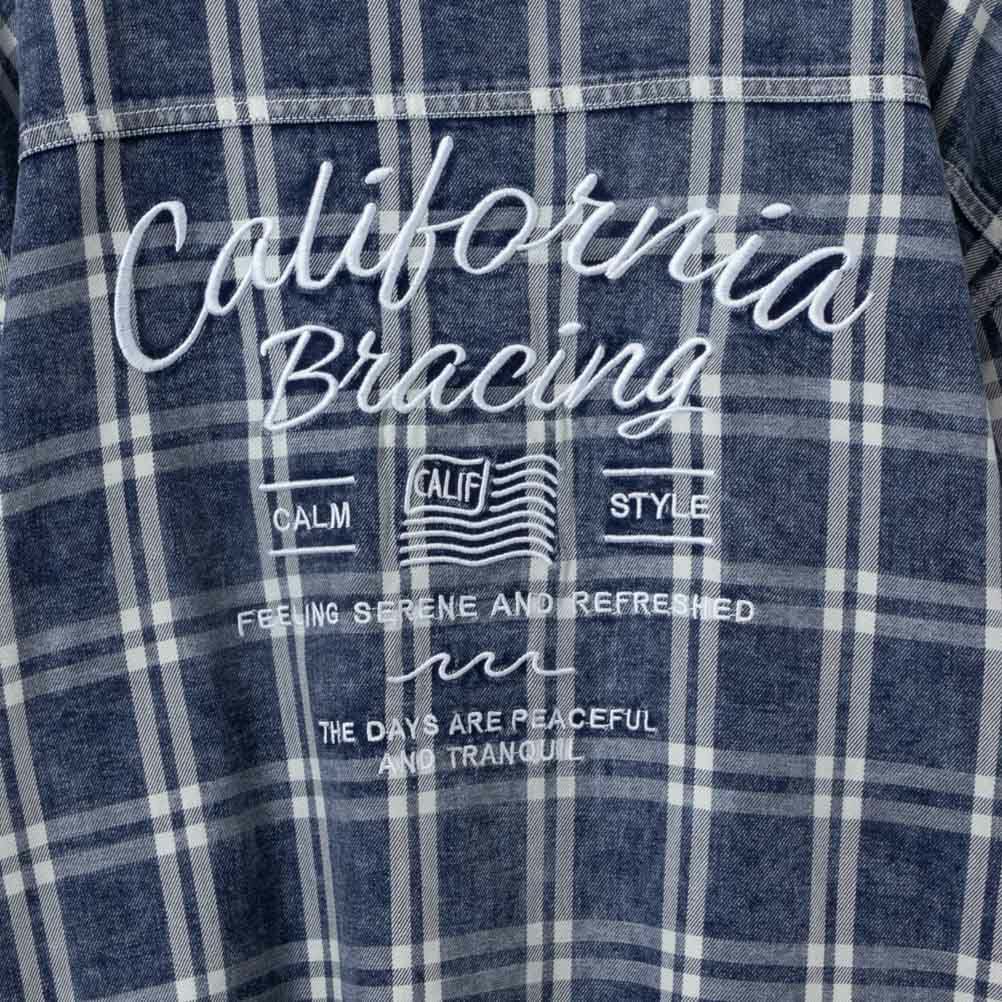 California
Bracing
CALM
CALIF
STYLE
FEELING SERENE AND REFRESHED
THE DAYS ARE PEACEFUL
AND TRANQUIL